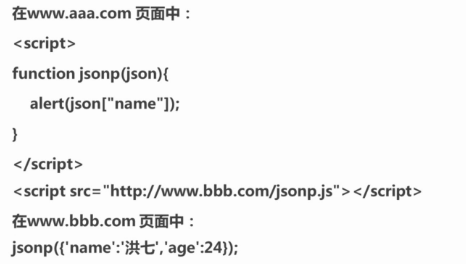 在www.aaa.com 页面中：
<script>
function jsonp(json){
alert(json["name"]);
}
</script>
<script src="http://www.bbb.com/jsonp.js"></script>
在www.bbb.com 页面中：
jsonp({'name':'洪七','age':24});